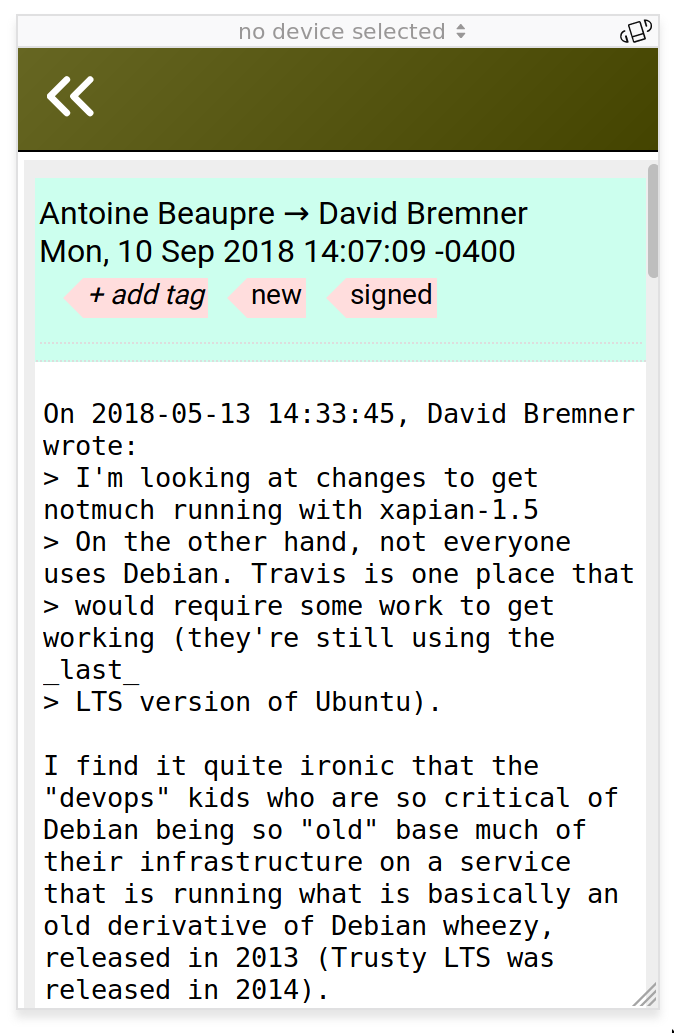 no device selected
Antoine Beaupre → David Bremner
Mon, 10 Sep 2018 14:07:09 -0400
+ add tag new signed
On 2018-05-13 14:33:45, David Bremner
wrote:
> I'm looking at changes to get
notmuch running with xapian-1.5
> On the other hand, not everyone
uses Debian. Travis is one place that
> would require some work to get
working (they're still using the
_last_
> LTS version of Ubuntu).
I find it quite ironic that the
"devops" kids who are so critical of
Debian being so "old" base much of
their infrastructure on a service
that is running what is basically an
old derivative of Debian wheezy,
released in 2013 (Trusty LTS was
released in 2014).